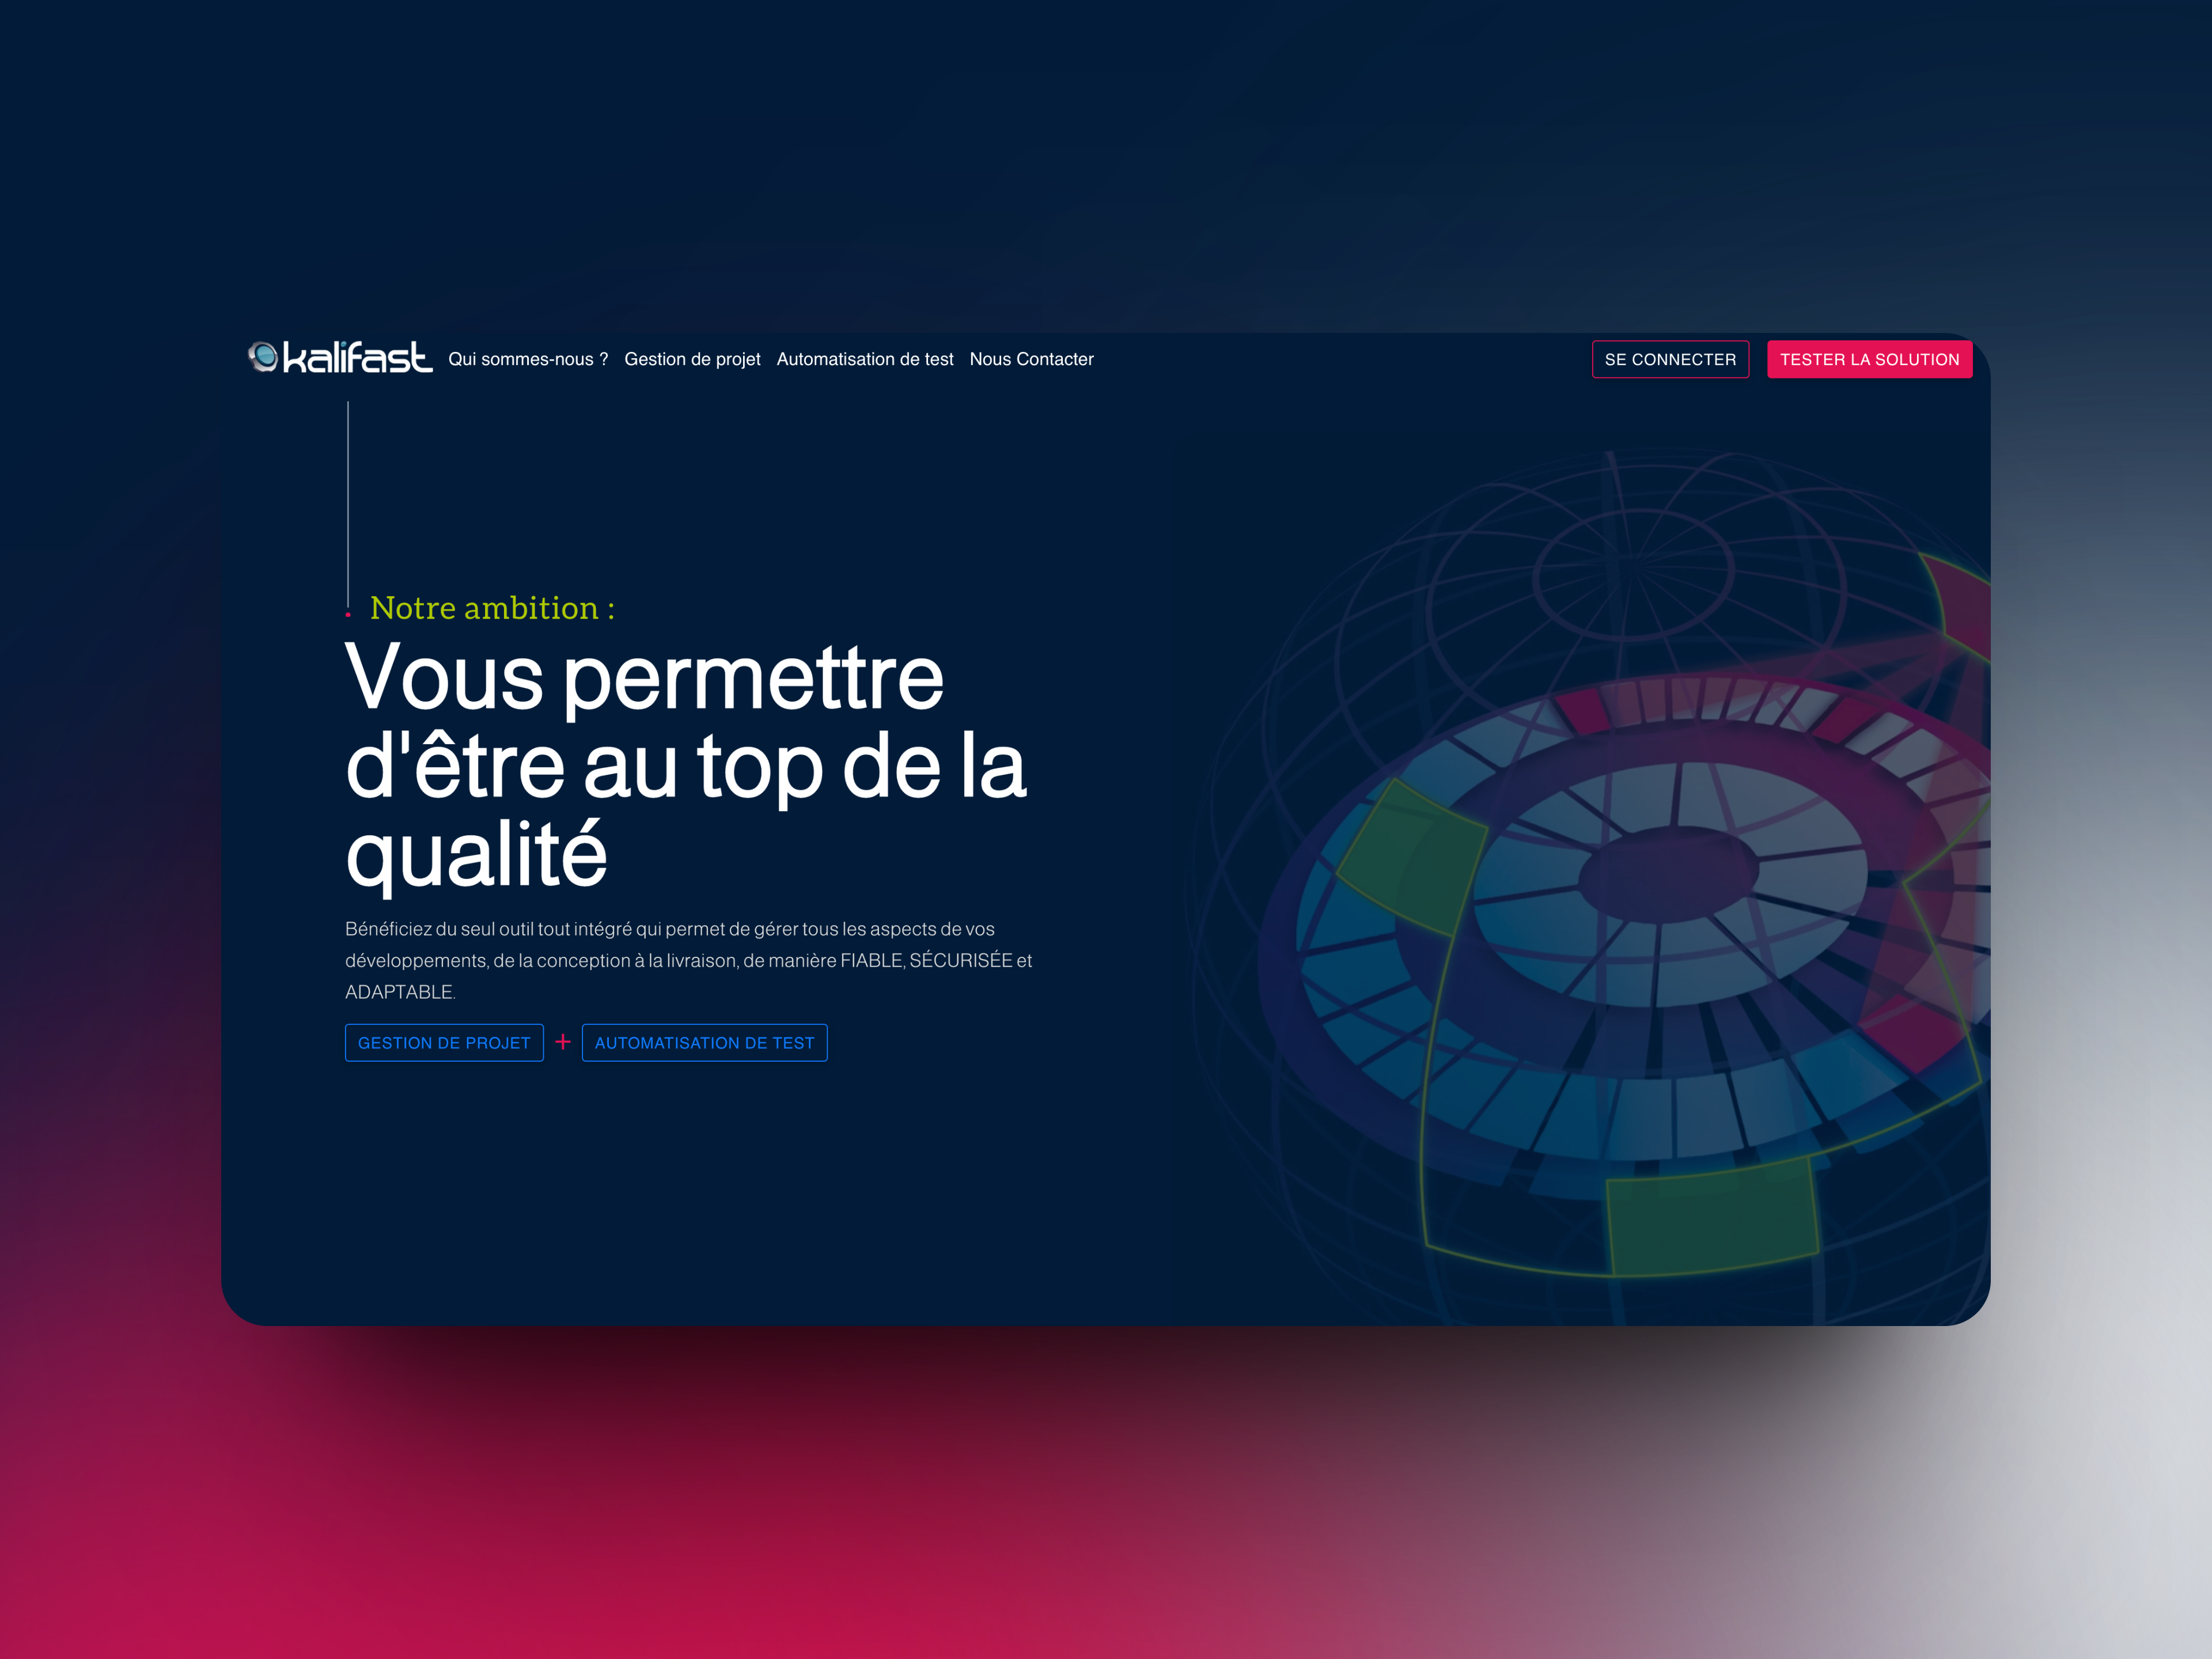 kalifast
Qui sommes-nous ?
Gestion de projet
Automatisation de test
Nous Contacter
SE CONNECTER
TESTER LA SOLUTION
Notre ambition :
Vous permettre
d'être au top de la
qualité
Bénéficiez du seul outil tout intégré qui permet de gérer tous les aspects de vos
développements, de la conception à la livraison, de manière FIABLE, SÉCURISÉE et
ADAPTABLE.
GESTION DE PROJET + AUTOMATISATION DE TEST